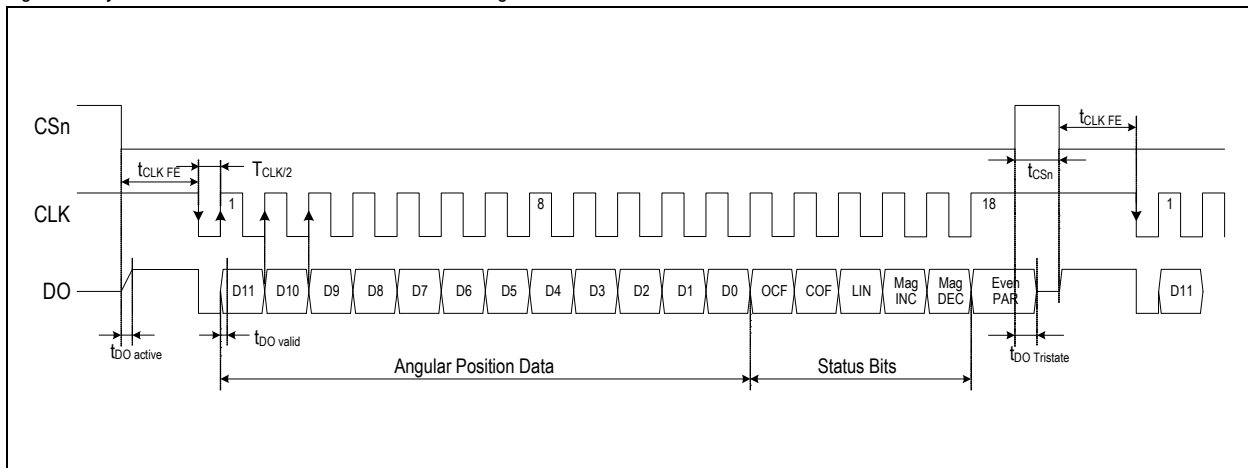 CSn
tCLK FE
TCLK/2
tCLK FE
tCSn
CLK
1
8
18
1
DO
D11
D10
D9
D8
D7
D6
D5
D4
D3
D2
D1
D0
OCF
COF
LIN
Mag
INC
Mag
DEC
Even
PAR
D11
tDO active
tDO valid
tDO Tristate
Angular Position Data
Status Bits